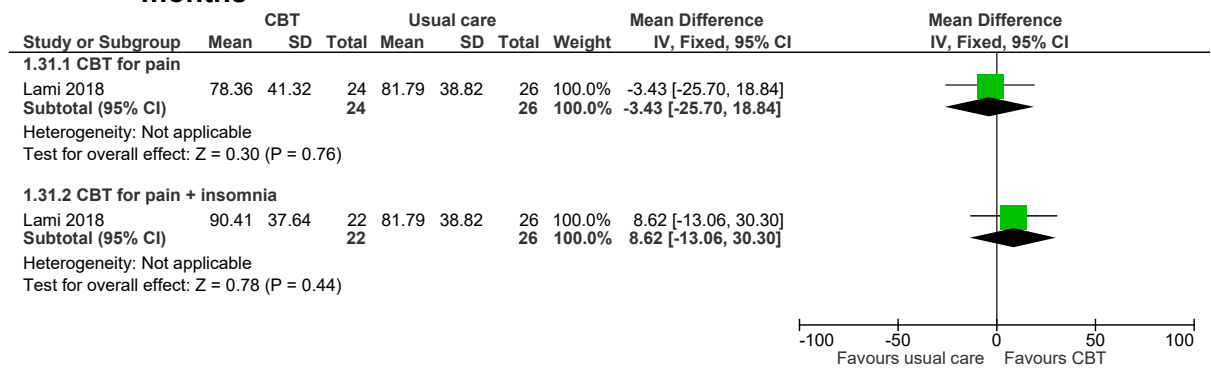 months
CBT Usual care Mean Difference Mean Difference
Study or Subgroup Mean SD Total Mean SD Total Weight IV, Fixed, 95% CI IV, Fixed, 95% CI
1.31.1 CBT for pain
Lami 2018 78.36 41.32 24 81.79 38.82 26 100.0% -3.43 [-25.70, 18.84]
Subtotal (95% CI) 24 26 100.0% -3.43 [-25.70, 18.84]
Heterogeneity: Not applicable
Test for overall effect: Z = 0.30 (P = 0.76)
1.31.2 CBT for pain + insomnia
Lami 2018 90.41 37.64 22 81.79 38.82 26 100.0% 8.62 [-13.06, 30.30]
Subtotal (95% CI) 22 26 100.0% 8.62 [-13.06, 30.30]
Heterogeneity: Not applicable
Test for overall effect: Z = 0.78 (P = 0.44)
-100 -50 0 50 100
Favours usual care Favours CBT